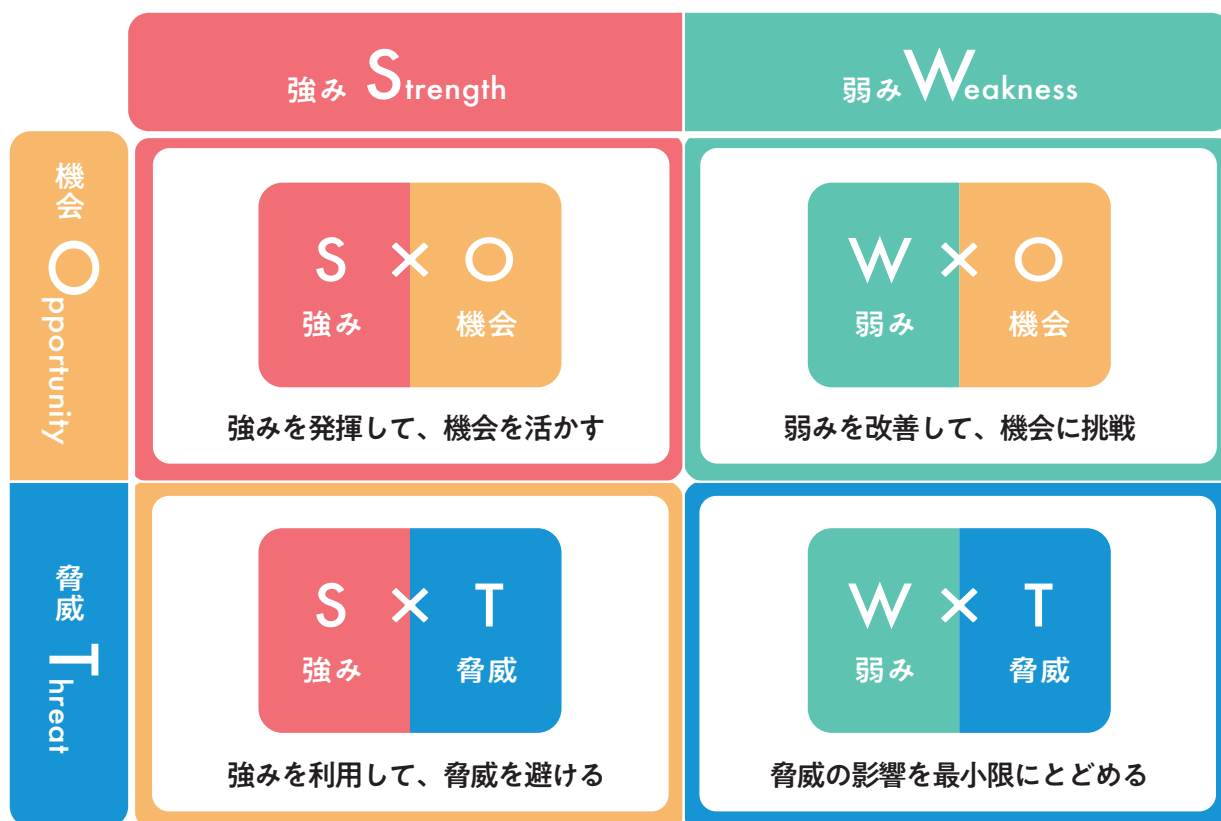 強み Strength
弱み Weakness
機会 Opportunity
S × O
強み 機会
強みを発揮して、機会を活かす
W × O
弱み 機会
弱みを改善して、機会に挑戦
脅威 Threat
S × T
強み 脅威
強みを利用して、脅威を避ける
W × T
弱み 脅威
脅威の影響を最小限にとどめる